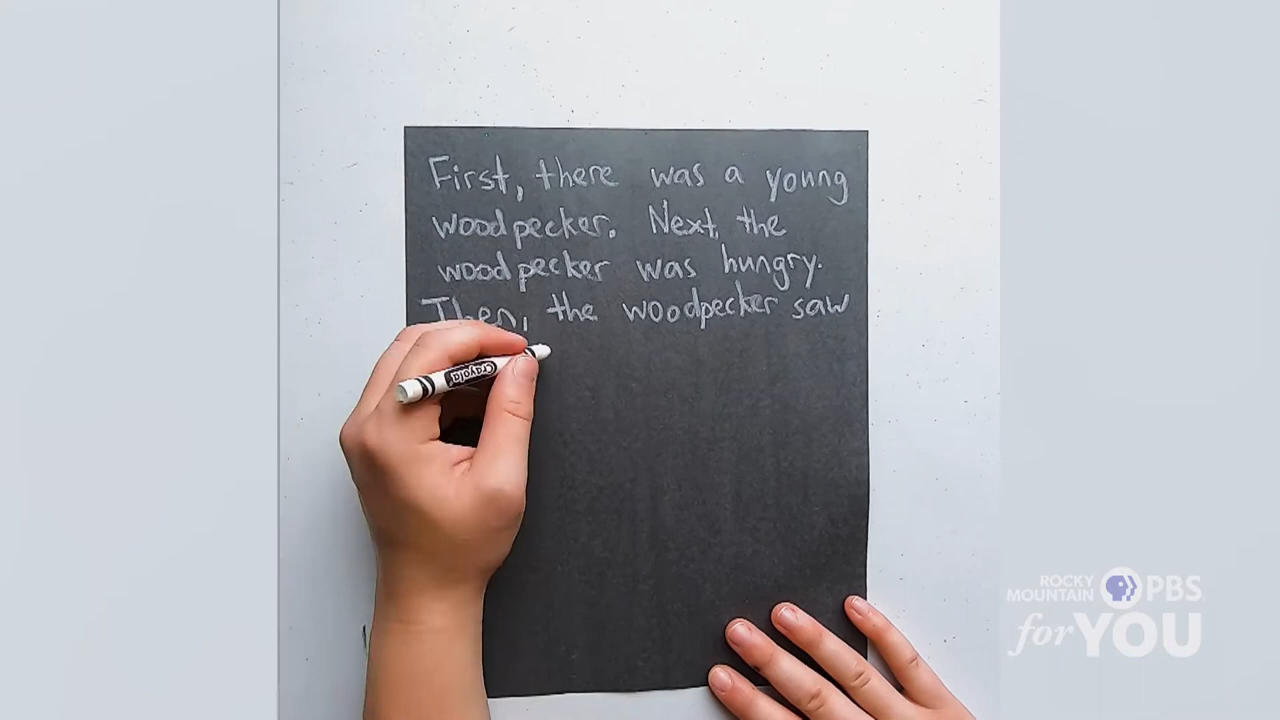 First, there was a young
woodpecker. Next, the
woodpecker was hungry.
Then, the woodpecker saw
Crayola
ROCKY
MOUNTAIN PBS
for YOU